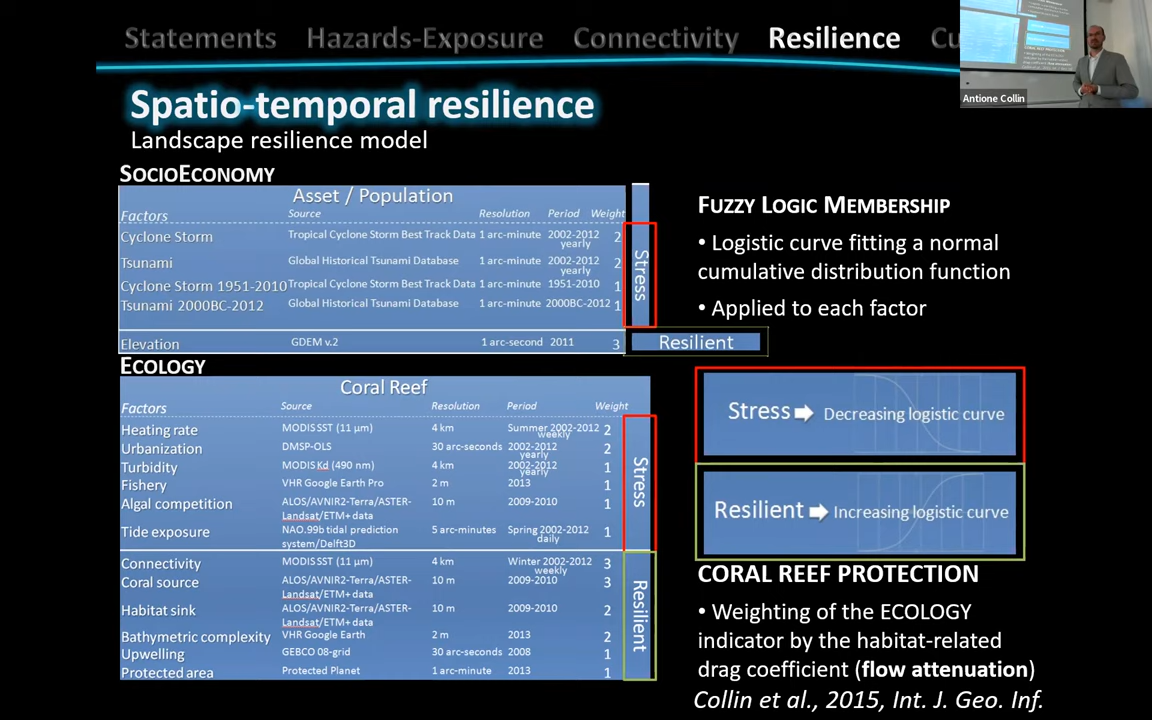 Statements Hazards-Exposure Connectivity Resilience Cu
Antione Collin
Spatio-temporal resilience
Landscape resilience model
SOCIOECONOMY
Asset / Population
Factors Source Resolution Period Weight
Cyclone Storm Tropical Cyclone Storm Best Track Data 1 arc-minute 2002-2012 yearly 2
Tsunami Global Historical Tsunami Database 1 arc-minute 2002-2012 yearly 2
Cyclone Storm 1951-2010 Tropical Cyclone Storm Best Track Data 1 arc-minute 1951-2010 1
Tsunami 2000BC-2012 Global Historical Tsunami Database 1 arc-minute 2000BC-2012 1
Stress
Elevation GDEM v.2 1 arc-second 2011 3 Resilient
ECOLOGY
Coral Reef
Factors Source Resolution Period Weight
Heating rate MODIS SST (11 µm) 4 km Summer 2002-2012 weekly 2
Urbanization DMSP-OLS 30 arc-seconds 2002-2012 yearly 2
Turbidity MODIS Kd (490 nm) 4 km 2002-2012 yearly 1
Fishery VHR Google Earth Pro 2 m 2013 1
Algal competition ALOS/AVNIR2-Terra/ASTER-Landsat/ETM+ data 10 m 2009-2010 1
Tide exposure NAO.99b tidal prediction system/Delft3D 5 arc-minutes Spring 2002-2012 daily 1
Stress
Connectivity MODIS SST (11 µm) 4 km Winter 2002-2012 weekly 3
Coral source ALOS/AVNIR2-Terra/ASTER-Landsat/ETM+ data 10 m 2009-2010 3
Habitat sink ALOS/AVNIR2-Terra/ASTER-Landsat/ETM+ data 10 m 2009-2010 2
Bathymetric complexity VHR Google Earth 2 m 2013 2
Upwelling GEBCO 08-grid 30 arc-seconds 2008 1
Protected area Protected Planet 1 arc-minute 2013 1
Resilient
FUZZY LOGIC MEMBERSHIP
• Logistic curve fitting a normal
cumulative distribution function
• Applied to each factor
Stress Decreasing logistic curve
Resilient Increasing logistic curve
CORAL REEF PROTECTION
• Weighting of the ECOLOGY
indicator by the habitat-related
drag coefficient (flow attenuation)
Collin et al., 2015, Int. J. Geo. Inf.